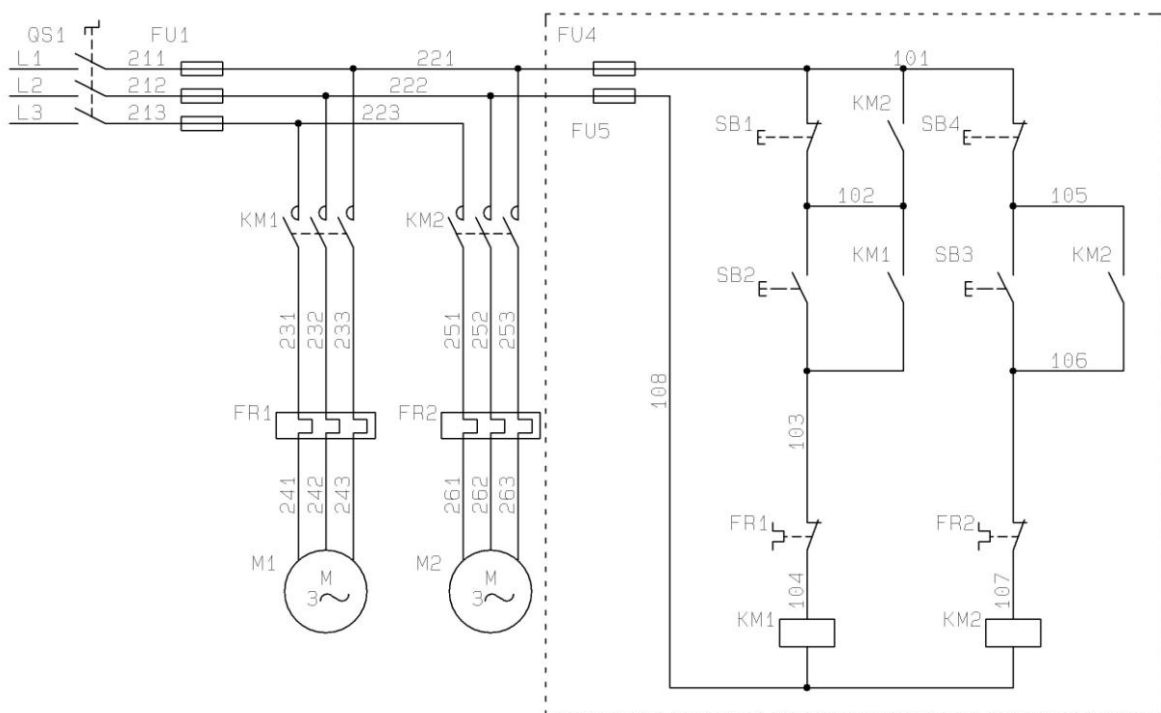 QS1 FU1 FU4
L1 211 221 101
L2 212 222
L3 213 223 FU5
KM2
SB1 SB4
102 105
KM1 KM2
KM1 KM2
SB2 SB3
231 232 233 251 252 253
108
106
FR1 FR2
103
241 242 243 261 262 263
FR1 FR2
M1 M 3 M2 M 3
104 107
KM1 KM2